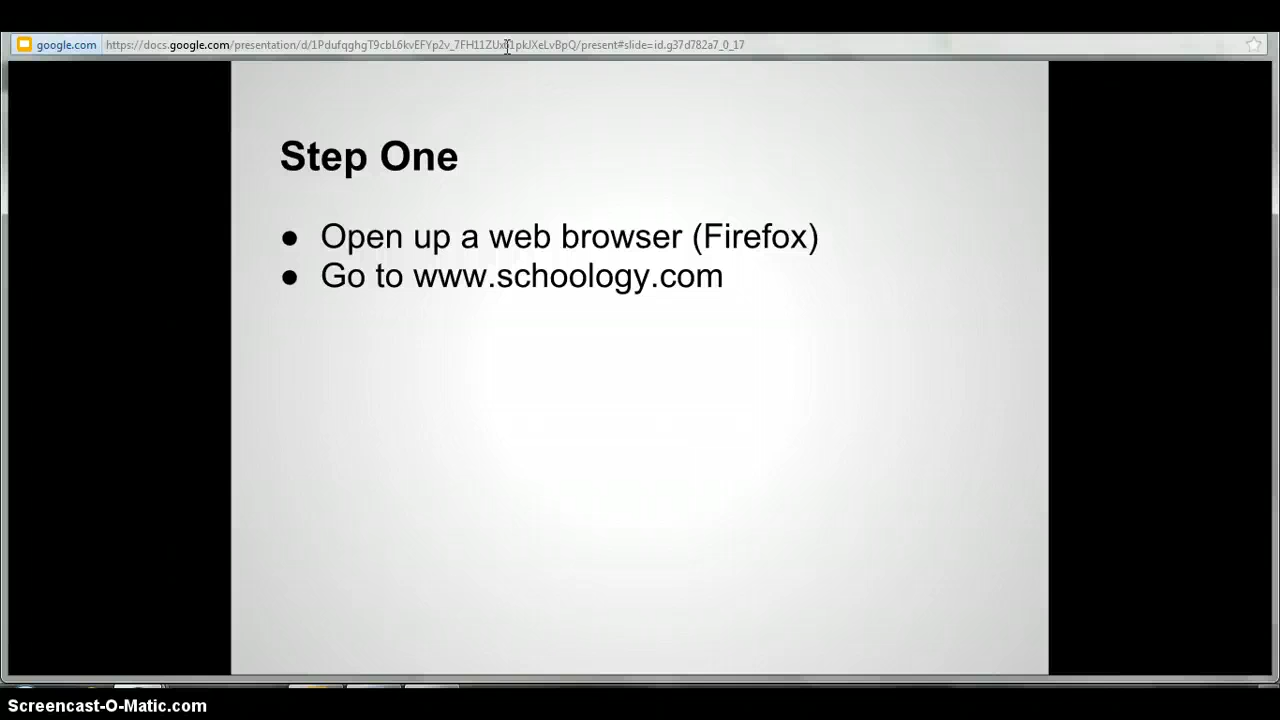 google.com
Step One
● Open up a web browser (Firefox)
● Go to www.schoology.com
Screencast-O-Matic.com